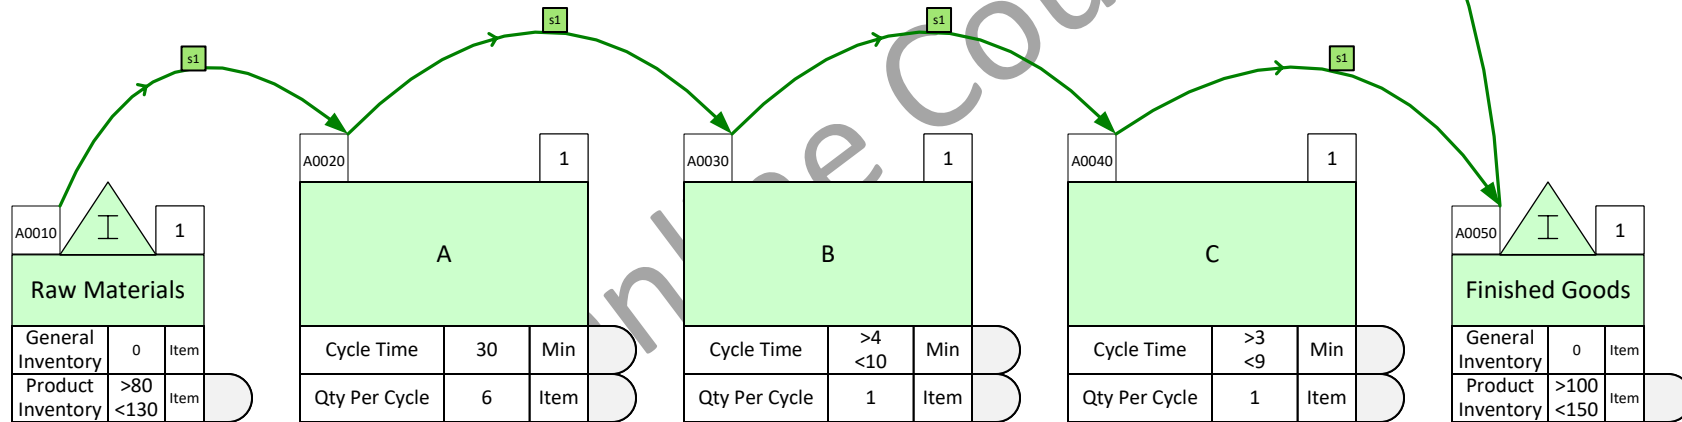 s1
s1
s1
s1
A0010
I
1
Raw Materials
General Inventory 0 Item
Product Inventory >80 <130 Item
A0020
1
A
Cycle Time 30 Min
Qty Per Cycle 6 Item
A0030
1
B
Cycle Time >4 <10 Min
Qty Per Cycle 1 Item
A0040
1
C
Cycle Time >3 <9 Min
Qty Per Cycle 1 Item
A0050
I
1
Finished Goods
General Inventory 0 Item
Product Inventory >100 <150 Item